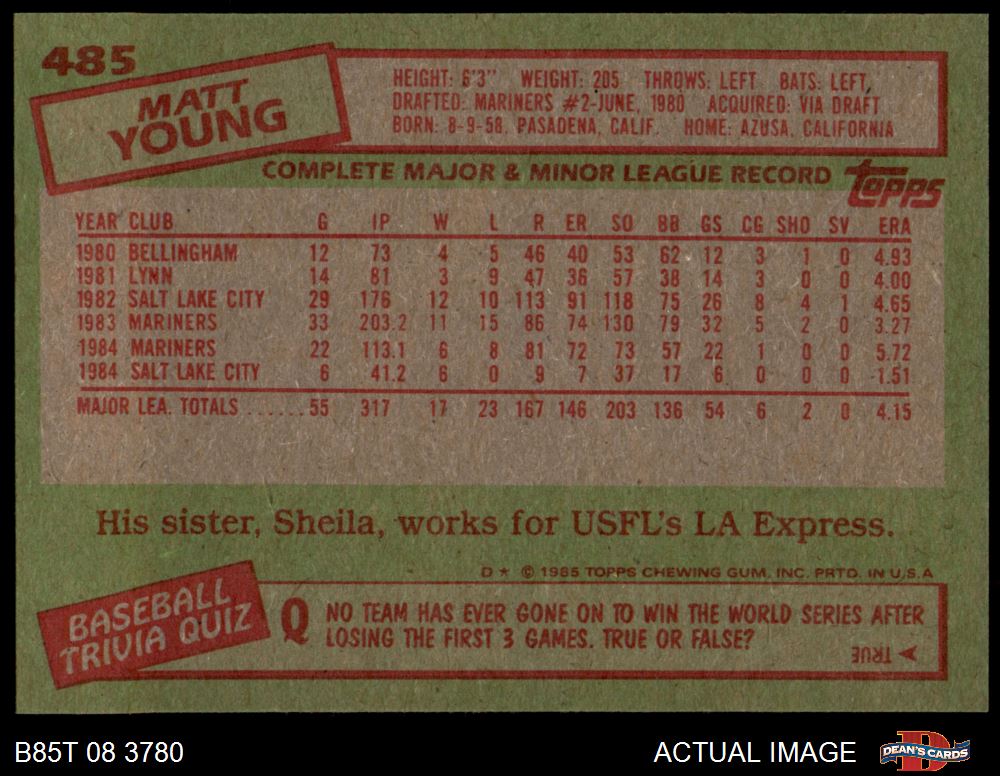 485
MATT
YOUNG
HEIGHT: 6'3" WEIGHT: 205 THROWS: LEFT BATS: LEFT,
DRAFTED: MARINERS #2-JUNE, 1980 ACQUIRED: VIA DRAFT
BORN: 8-9-58, PASADENA, CALIF. HOME: AZUSA, CALIFORNIA
COMPLETE MAJOR & MINOR LEAGUE RECORD
topps
YEAR CLUB G IP W L R ER SO BB GS CG SHO SV ERA
1980 BELLINGHAM 12 73 4 5 46 40 53 62 12 3 1 0 4.93
1981 LYNN 14 81 3 9 47 36 57 38 14 3 0 0 4.00
1982 SALT LAKE CITY 29 176 12 10 113 91 118 75 26 8 4 1 4.65
1983 MARINERS 33 203.2 11 15 86 74 130 79 32 5 2 0 3.27
1984 MARINERS 22 113.1 6 8 81 72 73 57 22 1 0 0 5.72
1984 SALT LAKE CITY 6 41.2 6 0 9 7 37 17 6 0 0 0 1.51
MAJOR LEA. TOTALS ...... 55 317 17 23 167 146 203 136 54 6 2 0 4.15
His sister, Sheila, works for USFL's LA Express.
D * © 1985 TOPPS CHEWING GUM, INC. PRTD. IN U.S.A
BASEBALL
TRIVIA QUIZ
Q NO TEAM HAS EVER GONE ON TO WIN THE WORLD SERIES AFTER
LOSING THE FIRST 3 GAMES. TRUE OR FALSE?
A TRUE
B85T 08 3780
ACTUAL IMAGE
D
DEAN'S CARDS